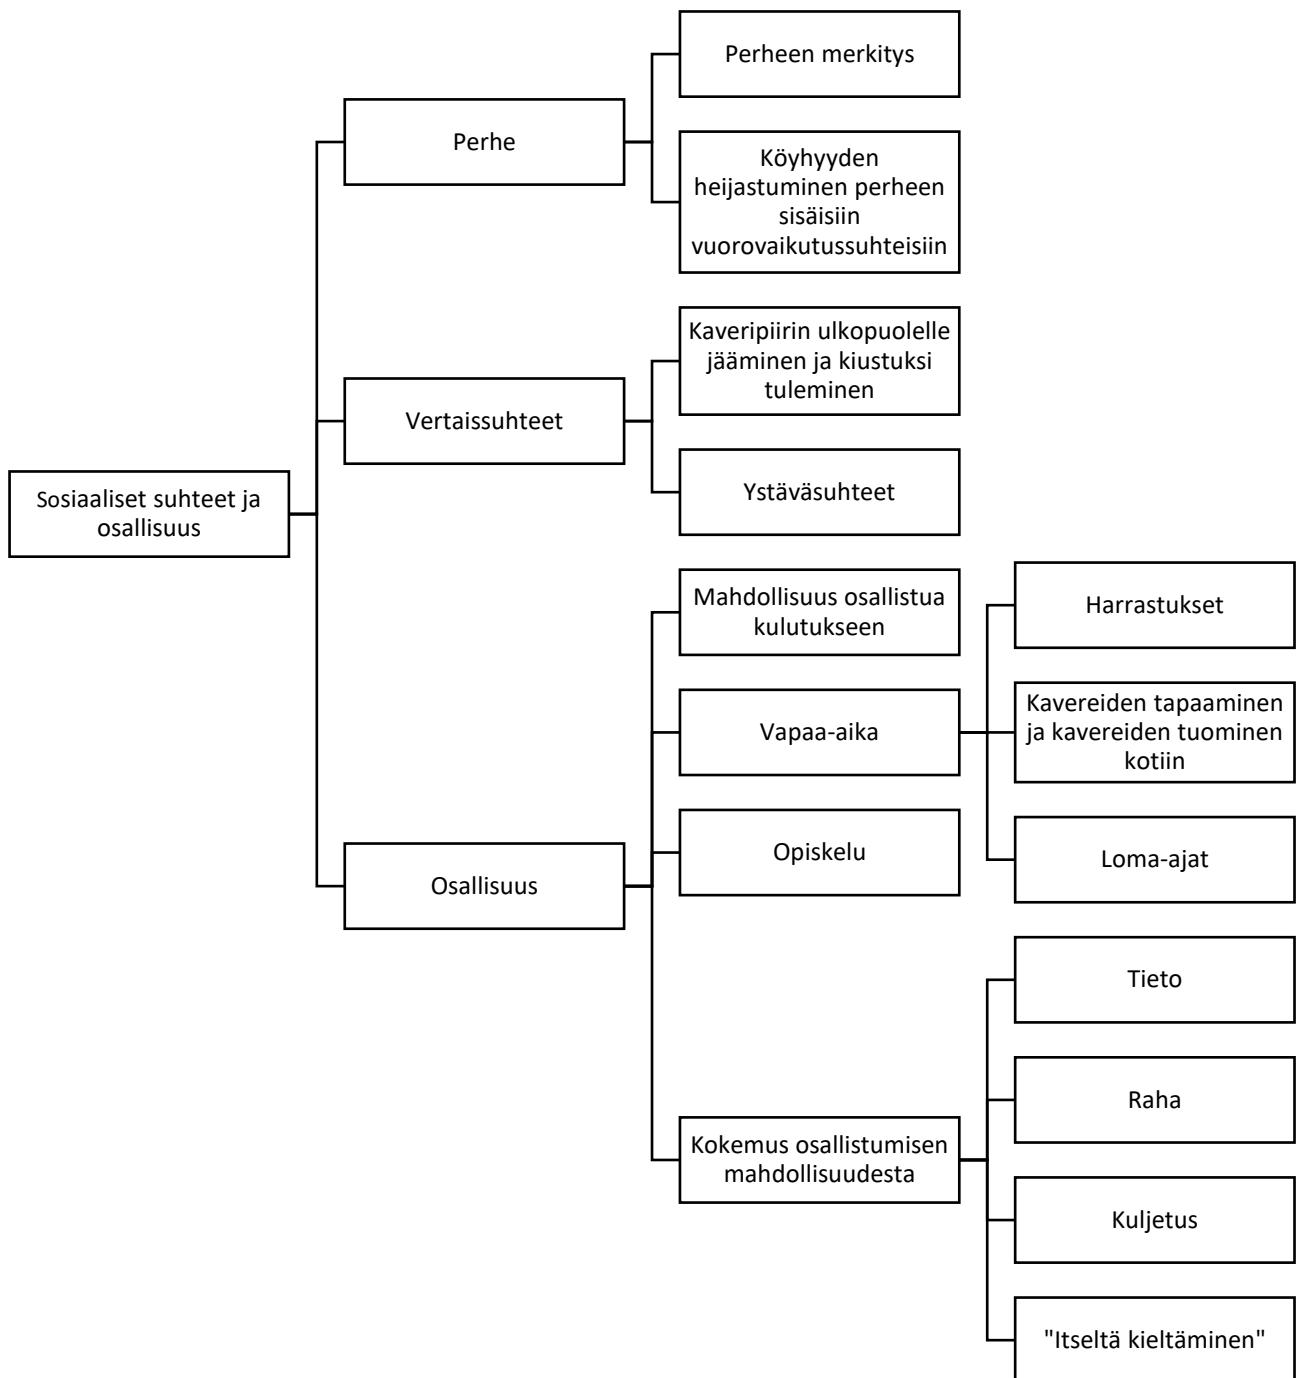 Sosiaaliset suhteet ja
osallisuus
Perhe
Perheen merkitys
Köyhyyden
heijastuminen perheen
sisäisiin
vuorovaikutussuhteisiin
Vertaissuhteet
Kaveripiirin ulkopuolelle
jääminen ja kiustuksi
tuleminen
Ystäväsuhteet
Osallisuus
Mahdollisuus osallistua
kulutukseen
Vapaa-aika
Harrastukset
Kavereiden tapaaminen
ja kavereiden tuominen
kotiin
Loma-ajat
Opiskelu
Kokemus osallistumisen
mahdollisuudesta
Tieto
Raha
Kuljetus
"Itseltä kieltäminen"